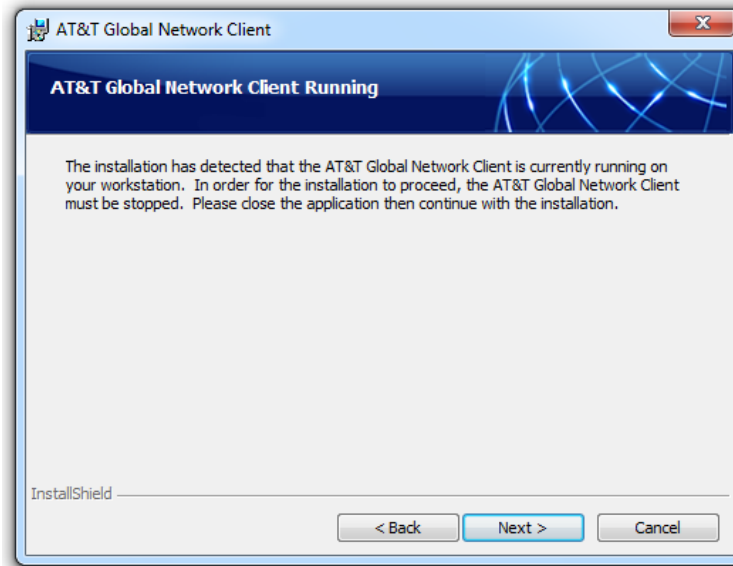 AT&T Global Network Client
AT&T Global Network Client Running
The installation has detected that the AT&T Global Network Client is currently running on
your workstation.  In order for the installation to proceed, the AT&T Global Network Client
must be stopped.  Please close the application then continue with the installation.
InstallShield
< Back
Next >
Cancel